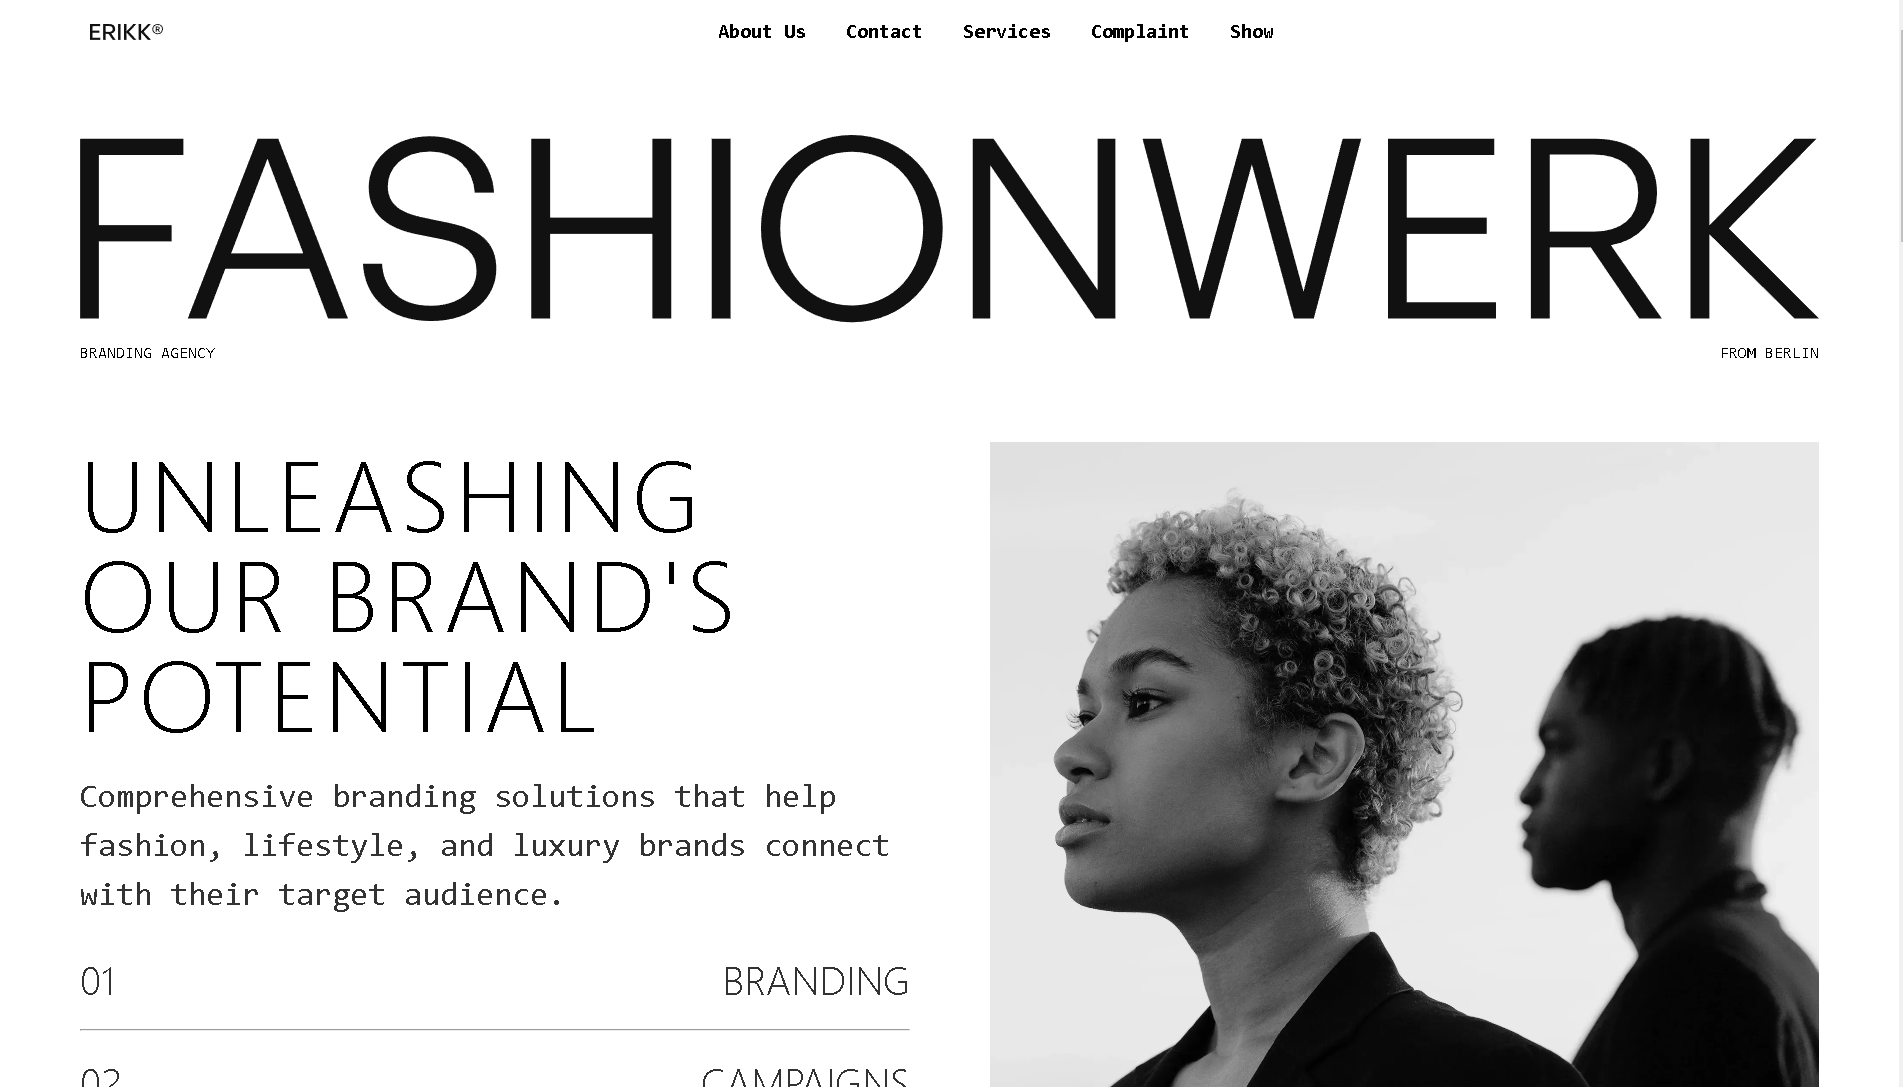 ERIKK®
About Us Contact Services Complaint Show
FASHIONWERK
BRANDING AGENCY
FROM BERLIN
UNLEASHING
OUR BRAND'S
POTENTIAL
Comprehensive branding solutions that help
fashion, lifestyle, and luxury brands connect
with their target audience.
01 BRANDING
02 CAMPAIGNS